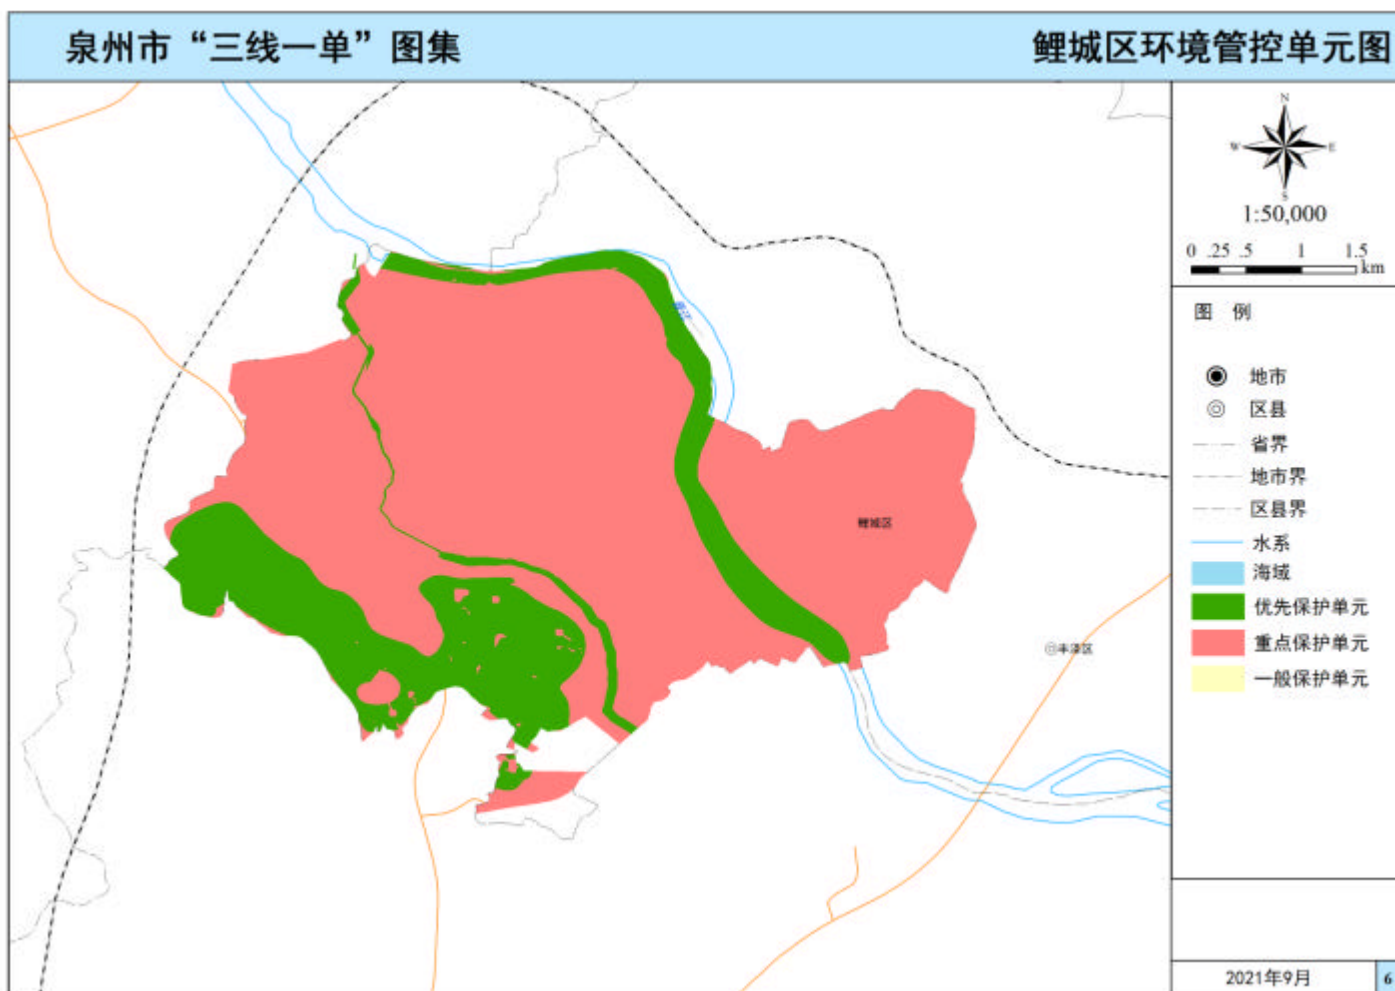 泉州市“三线一单”图集
鲤城区环境管控单元图
N
W
E
S
1:50,000
0 .25 .5 1 1.5
km
图 例
地市
区县
省界
地市界
区县界
水系
海域
优先保护单元
重点保护单元
一般保护单元
鲤城区
丰泽区
2021年9月
6